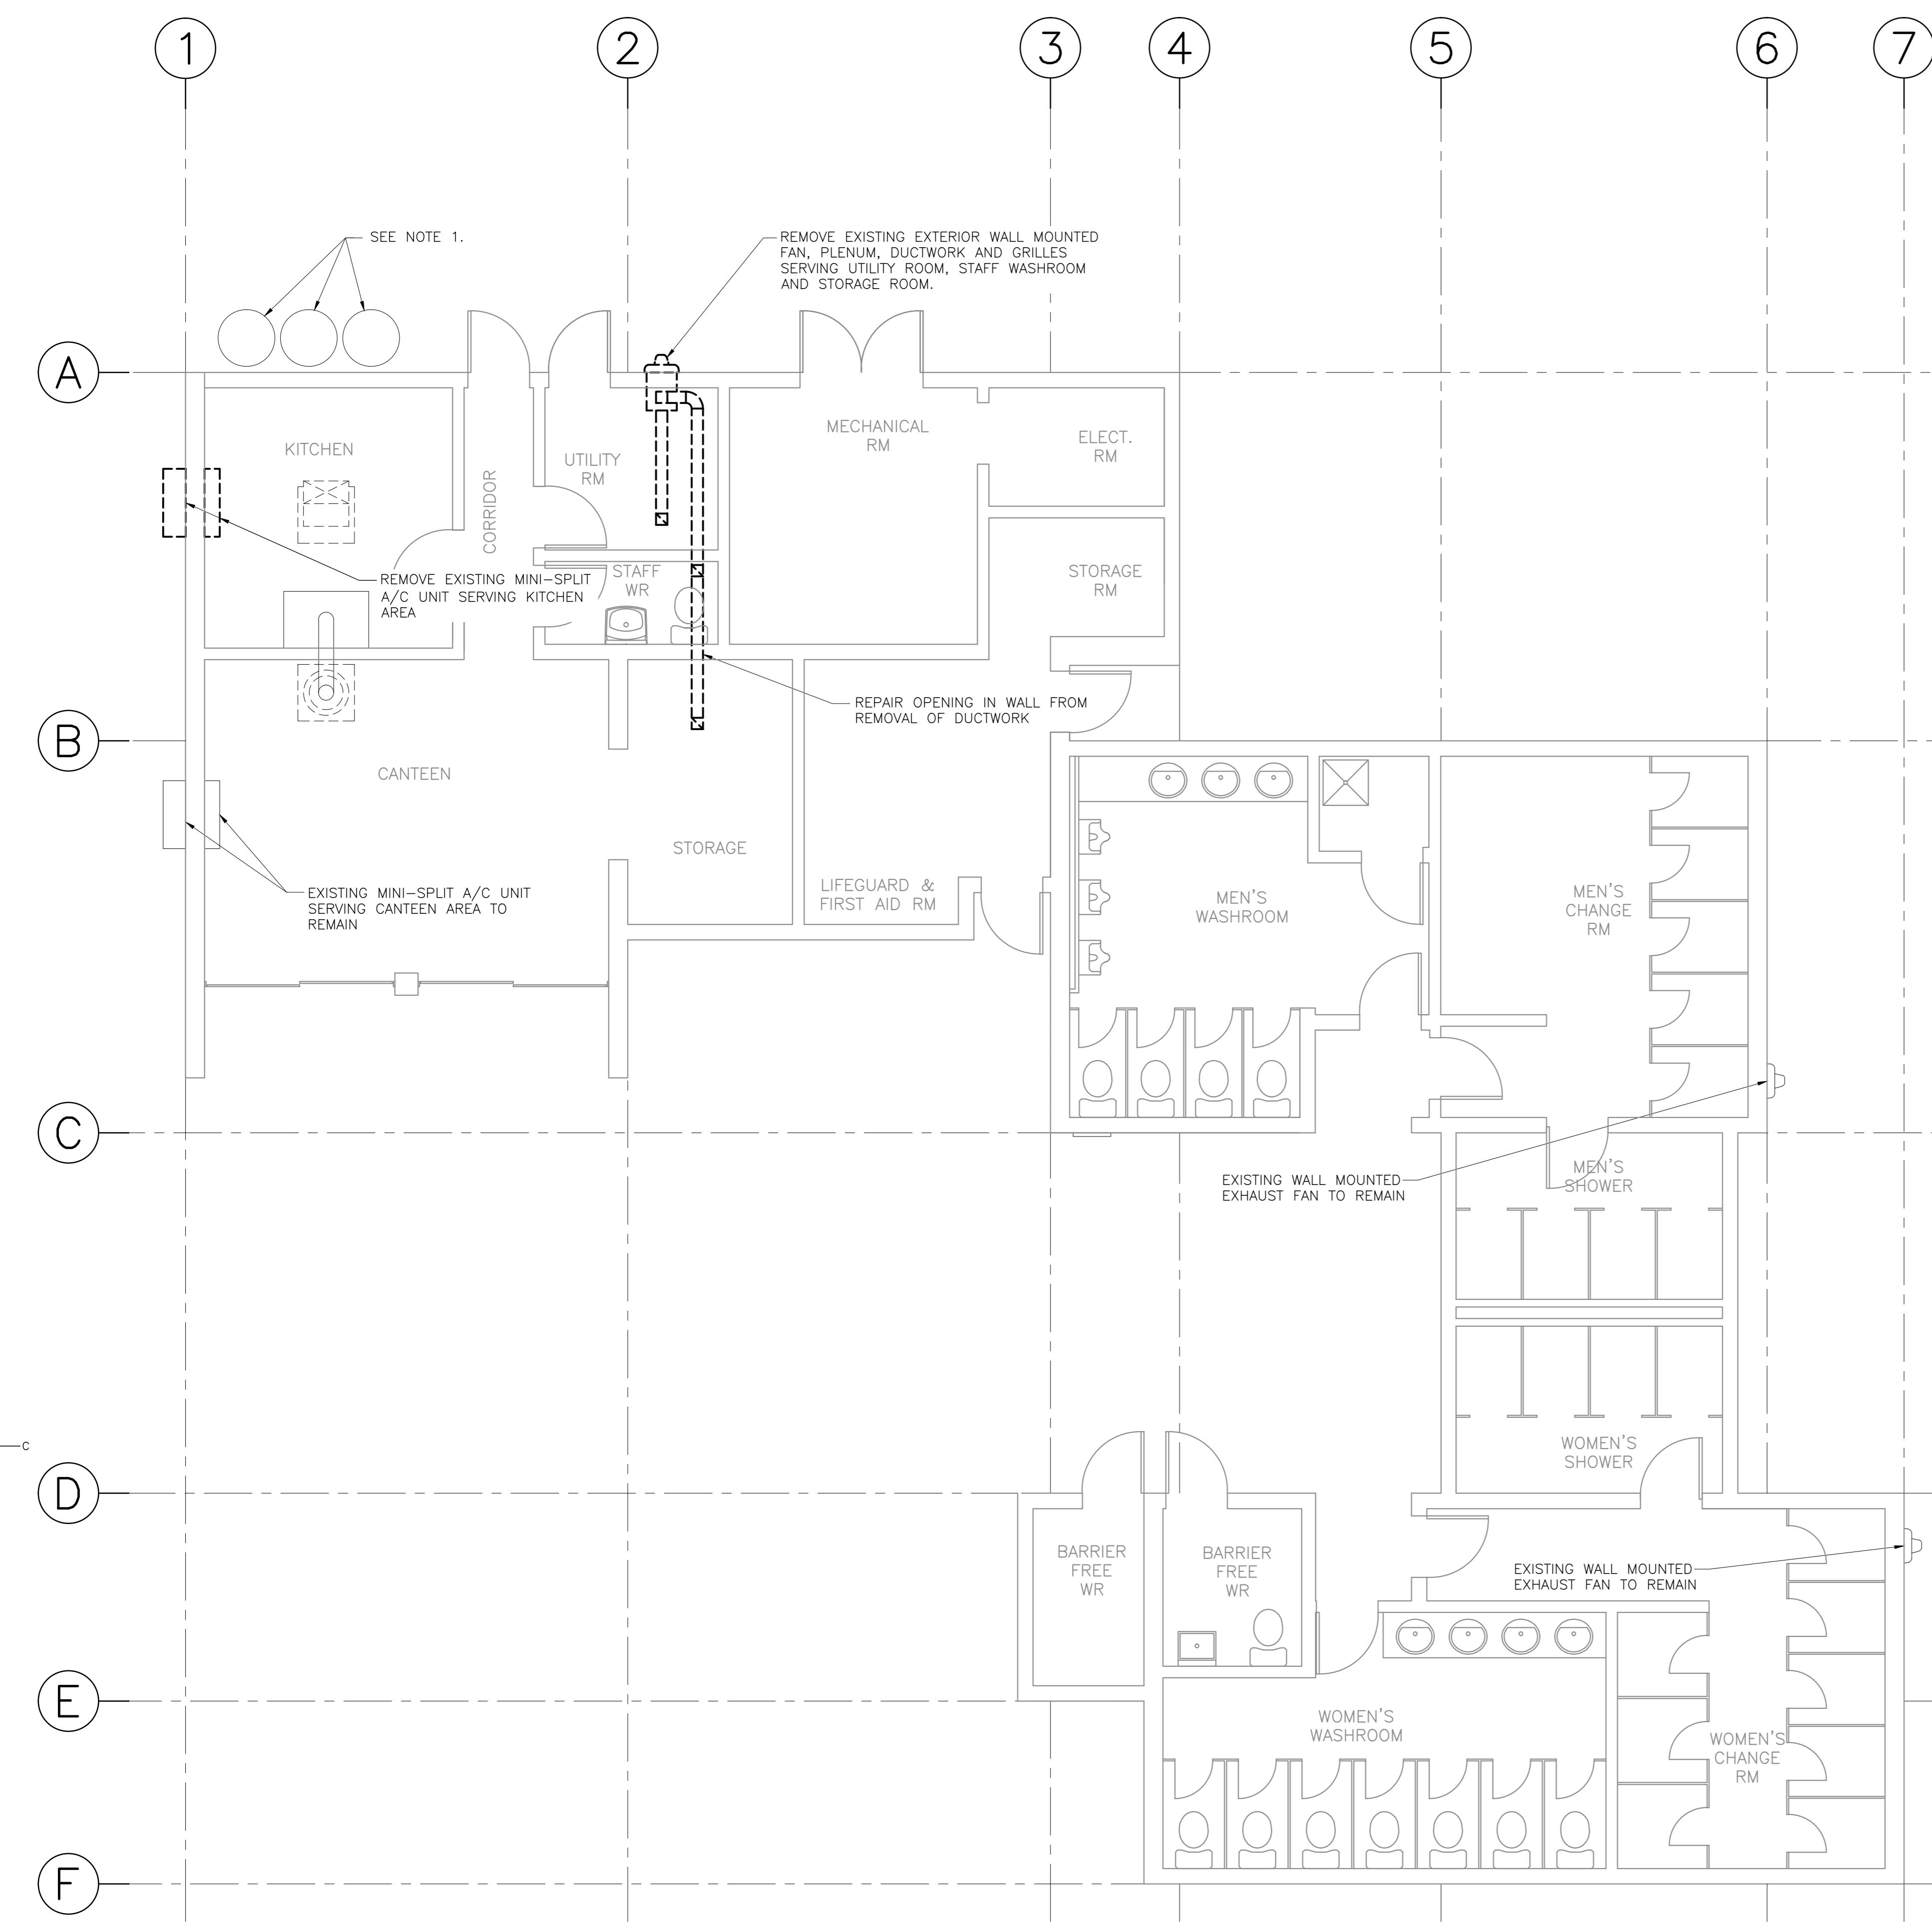 1
2
3
4
5
6
7
SEE NOTE 1.
REMOVE EXISTING EXTERIOR WALL MOUNTED
FAN, PLENUM, DUCTWORK AND GRILLES
SERVING UTILITY ROOM, STAFF WASHROOM
AND STORAGE ROOM.
A
KITCHEN
CORRIDOR
UTILITY
RM
MECHANICAL
RM
ELECT.
RM
REMOVE EXISTING MINI-SPLIT
A/C UNIT SERVING KITCHEN
AREA
STAFF
WR
STORAGE
RM
REPAIR OPENING IN WALL FROM
REMOVAL OF DUCTWORK
B
CANTEEN
STORAGE
EXISTING MINI-SPLIT A/C UNIT
SERVING CANTEEN AREA TO
REMAIN
LIFEGUARD &
FIRST AID RM
MEN'S
WASHROOM
MEN'S
CHANGE
RM
C
EXISTING WALL MOUNTED
EXHAUST FAN TO REMAIN
MEN'S
SHOWER
WOMEN'S
SHOWER
C
D
BARRIER
FREE
WR
BARRIER
FREE
WR
EXISTING WALL MOUNTED
EXHAUST FAN TO REMAIN
E
WOMEN'S
WASHROOM
WOMEN'S
CHANGE
RM
F